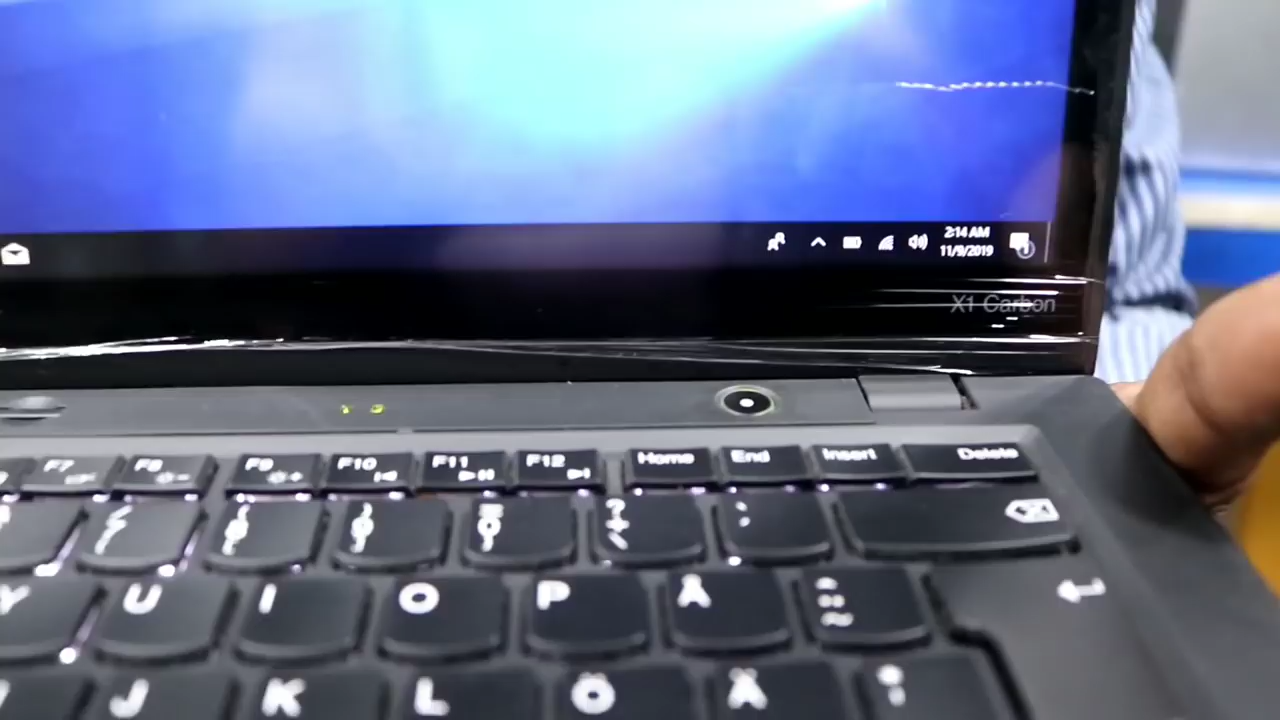 2:14 AM
11/9/2019
X1 Carbon
F7 F8 F9 F10 F11 F12 Home End Insert Delete
Y U I O P Å
J K L Ö Ä